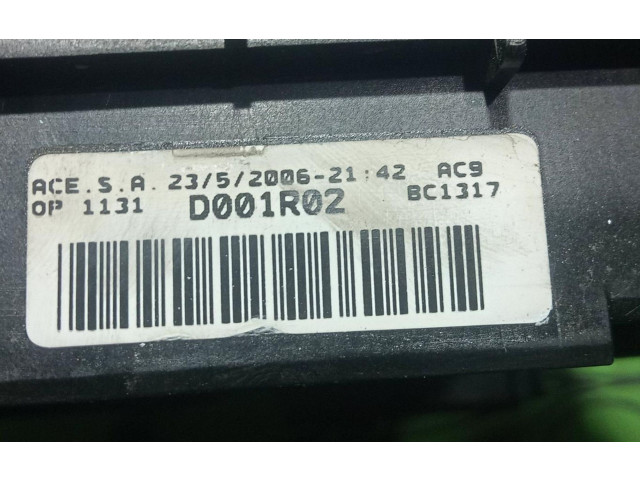 ACE.S.A. 23/5/2006-21:42 AC9
OP 1131 D001R02 BC1317